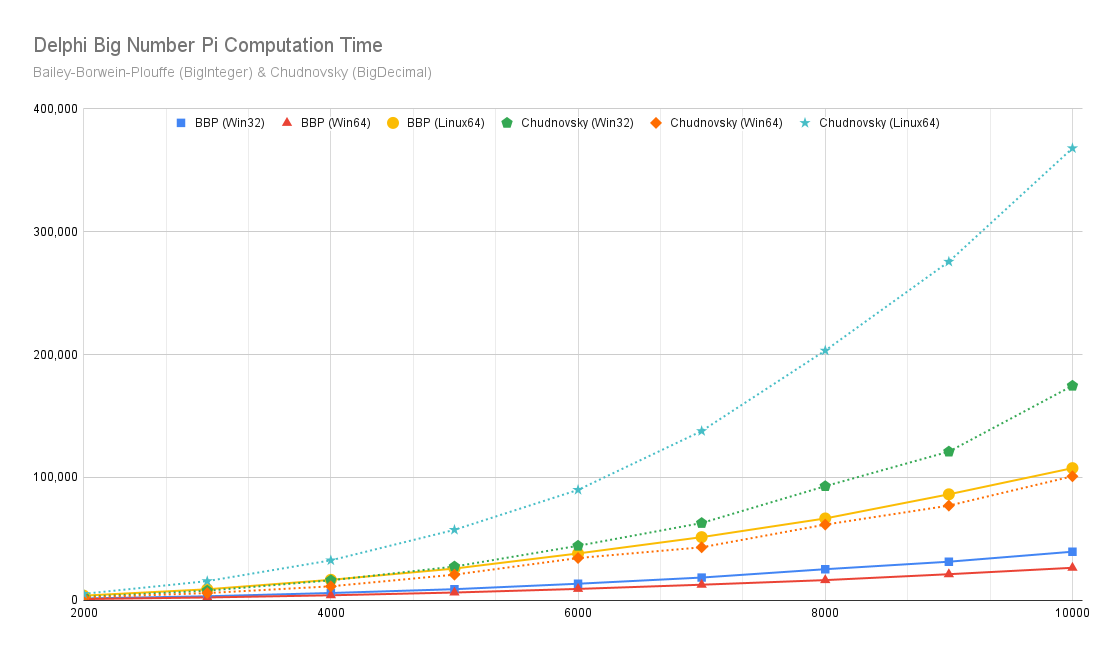 Delphi Big Number Pi Computation Time
Bailey-Borwein-Plouffe (BigInteger) & Chudnovsky (BigDecimal)
400,000
BBP (Win32) BBP (Win64) BBP (Linux64) Chudnovsky (Win32) Chudnovsky (Win64) Chudnovsky (Linux64)
300,000
200,000
100,000
0
2000 4000 6000 8000 10000